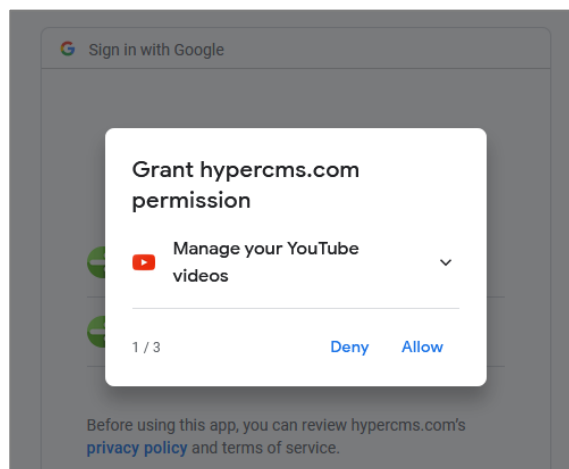 Sign in with Google
Grant hypercms.com
permission
Manage your YouTube
videos
1 / 3
Deny
Allow
Before using this app, you can review hypercms.com's
privacy policy and terms of service.